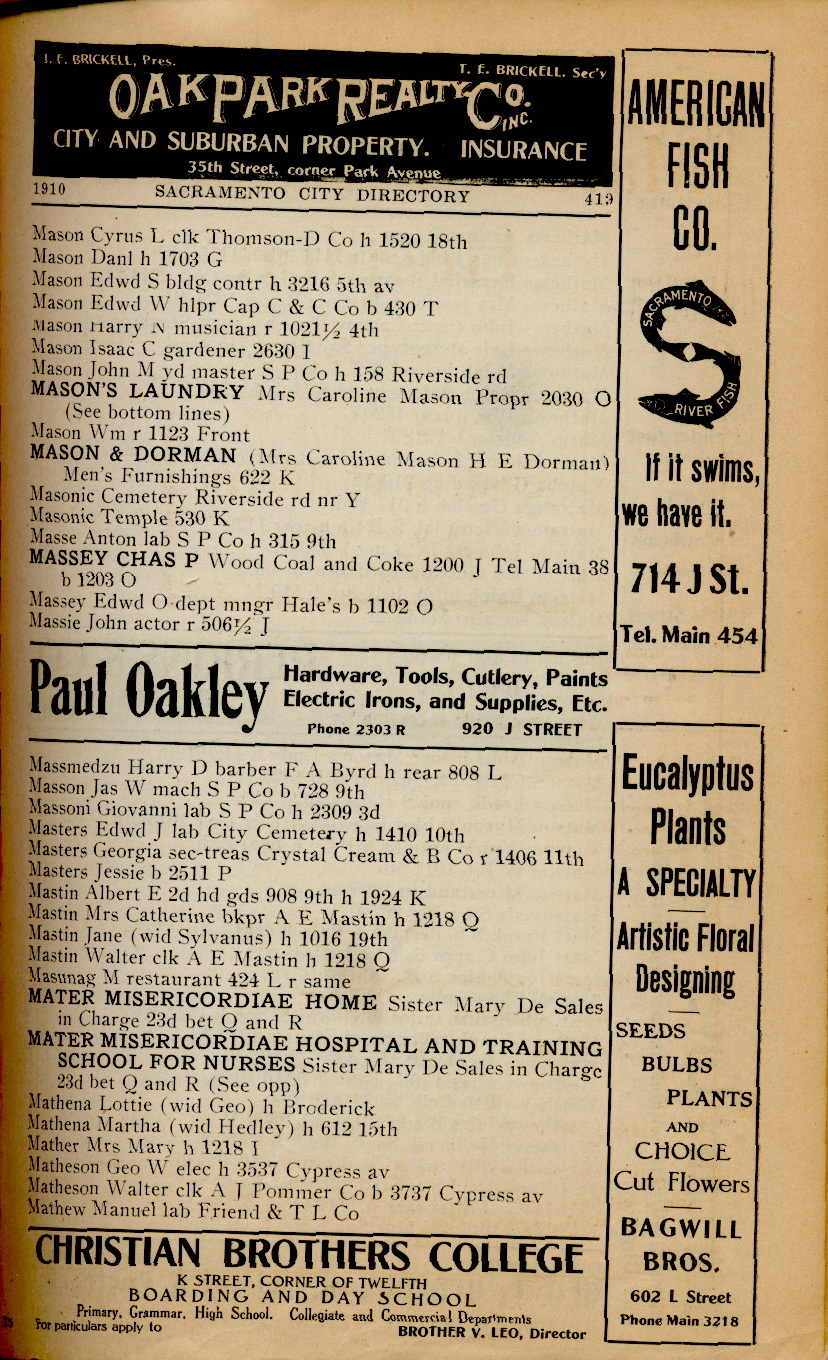 J. F. BRICKELL, Pres.
T. E. BRICKELL. Sec'y
OAK PARK REALTY CO. INC.
CITY AND SUBURBAN PROPERTY. INSURANCE
35th Street, corner Park Avenue
1910 SACRAMENTO CITY DIRECTORY 419
Mason Cyrus L clk Thomson-D Co h 1520 18th
Mason Danl h 1703 G
Mason Edwd S bldg contr h 3216 5th av
Mason Edwd W hlpr Cap C & C Co b 430 T
Mason Harry N musician r 1021½ 4th
Mason Isaac C gardener 2630 I
Mason John M yd master S P Co h 158 Riverside rd
MASON'S LAUNDRY Mrs Caroline Mason Propr 2030 O
(See bottom lines)
Mason Wm r 1123 Front
MASON & DORMAN (Mrs Caroline Mason H E Dorman)
Men's Furnishings 622 K
Masonic Cemetery Riverside rd nr Y
Masonic Temple 530 K
Masse Anton lab S P Co h 315 9th
MASSEY CHAS P Wood Coal and Coke 1200 J Tel Main 38
b 1203 O
Massey Edwd O dept mngr Hale's b 1102 O
Massie John actor r 506½ J
Paul Oakley
Hardware, Tools, Cutlery, Paints
Electric Irons, and Supplies, Etc.
Phone 2303 R 920 J STREET
Massmedzu Harry D barber F A Byrd h rear 808 L
Masson Jas W mach S P Co b 728 9th
Massoni Giovanni lab S P Co h 2309 3d
Masters Edwd J lab City Cemetery h 1410 10th
Masters Georgia sec-treas Crystal Cream & B Co r 1406 11th
Masters Jessie b 2511 P
Mastin Albert E 2d hd gds 908 9th h 1924 K
Mastin Mrs Catherine bkpr A E Mastin h 1218 Q
Mastin Jane (wid Sylvanus) h 1016 19th
Mastin Walter clk A E Mastin h 1218 Q
Masunag M restaurant 424 L r same
MATER MISERICORDIAE HOME Sister Mary De Sales
in Charge 23d bet Q and R
MATER MISERICORDIAE HOSPITAL AND TRAINING
SCHOOL FOR NURSES Sister Mary De Sales in Charge
23d bet Q and R (See opp)
Mathena Lottie (wid Geo) h Broderick
Mathena Martha (wid Hedley) h 612 15th
Mather Mrs Mary h 1218 I
Matheson Geo W elec h 3537 Cypress av
Matheson Walter clk A J Pommer Co b 3737 Cypress av
Mathew Manuel lab Friend & T L Co
CHRISTIAN BROTHERS COLLEGE
K STREET, CORNER OF TWELFTH
BOARDING AND DAY SCHOOL
Primary, Grammar, High School. Collegiate and Commercial Departments
For particulars apply to BROTHER V. LEO, Director
AMERICAN
FISH
CO.
SACRAMENTO
RIVER FISH
If it swims,
we have it.
714 J St.
Tel. Main 454
Eucalyptus
Plants
A SPECIALTY
Artistic Floral
Designing
SEEDS
BULBS
PLANTS
AND
CHOICE
Cut Flowers
BAGWILL
BROS.
602 L Street
Phone Main 3218